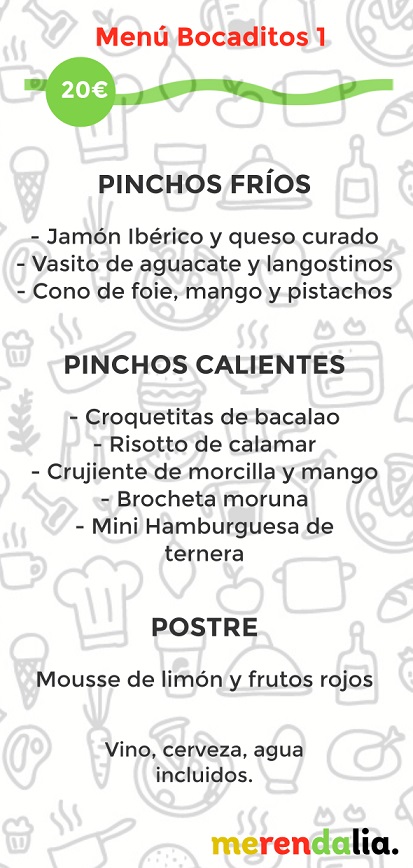 Menú Bocaditos 1
20€
PINCHOS FRÍOS
- Jamón Ibérico y queso curado
- Vasito de aguacate y langostinos
- Cono de foie, mango y pistachos
PINCHOS CALIENTES
- Croquetitas de bacalao
- Risotto de calamar
- Crujiente de morcilla y mango
- Brocheta moruna
- Mini Hamburguesa de
ternera
POSTRE
Mousse de limón y frutos rojos
Vino, cerveza, agua
incluidos.
merendalia.